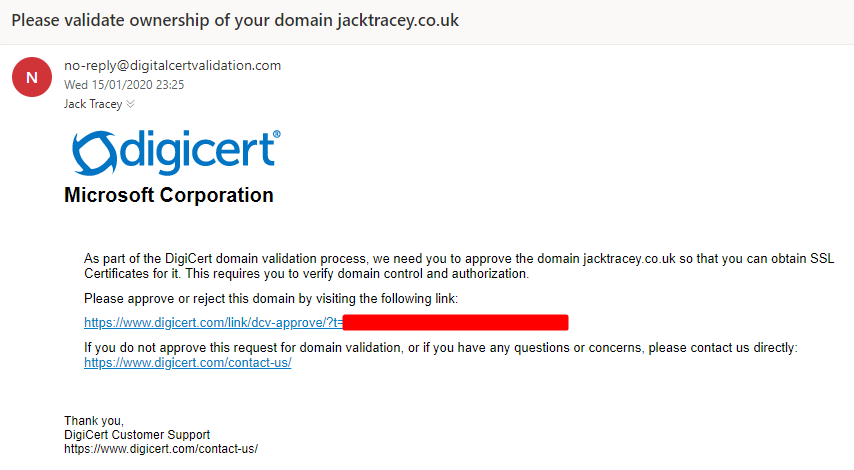 Please validate ownership of your domain jacktracey.co.uk
N
no-reply@digitalcertvalidation.com
Wed 15/01/2020 23:25
Jack Tracey
digicert®
Microsoft Corporation
As part of the DigiCert domain validation process, we need you to approve the domain jacktracey.co.uk so that you can obtain SSL
Certificates for it. This requires you to verify domain control and authorization.
Please approve or reject this domain by visiting the following link:
https://www.digicert.com/link/dcv-approve/?t=
If you do not approve this request for domain validation, or if you have any questions or concerns, please contact us directly:
https://www.digicert.com/contact-us/
Thank you,
DigiCert Customer Support
https://www.digicert.com/contact-us/